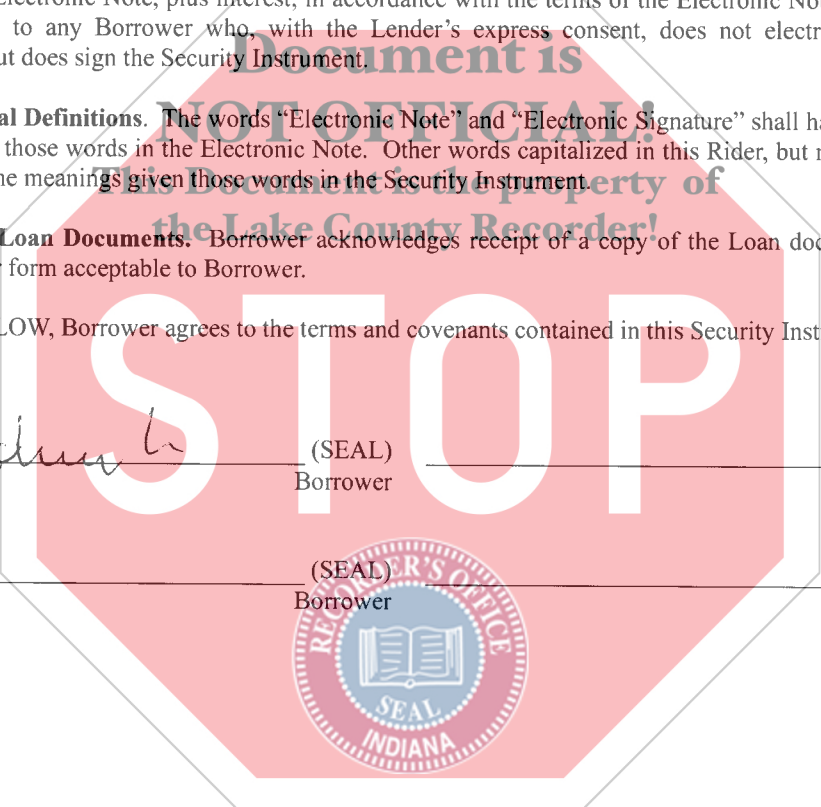 Electronic Note, plus interest, in accordance with the terms of the Electronic No
to any Borrower who, with the Lender's express consent, does not electr
ut does sign the Security Instrument.
Document is
NOT OFFICIAL!
al Definitions. The words “Electronic Note” and “Electronic Signature” shall ha
those words in the Electronic Note. Other words capitalized in this Rider, but n
he meanings given those words in the Security Instrument.
This Document is the property of
the Lake County Recorder!
Loan Documents. Borrower acknowledges receipt of a copy of the Loan doc
r form acceptable to Borrower.
LOW, Borrower agrees to the terms and covenants contained in this Security Inst
STOP
(SEAL)
Borrower
(SEAL)
Borrower
RECORDER'S OFFICE
SEAL
INDIANA